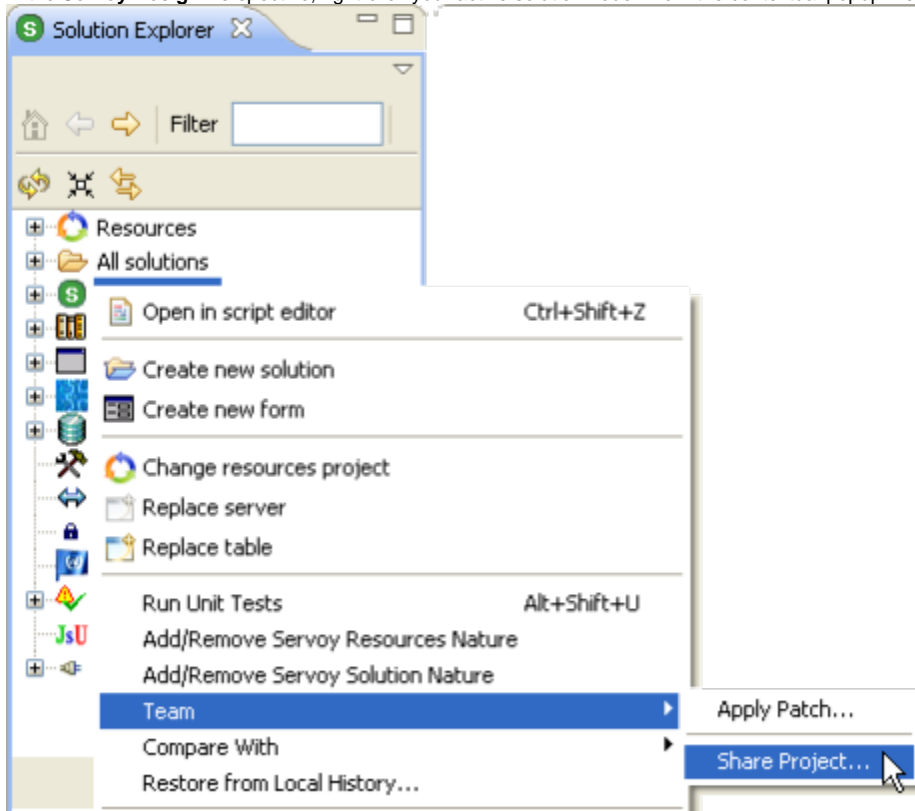 Solution Explorer
Filter
Resources
All solutions
Open in script editor Ctrl+Shift+Z
Create new solution
Create new form
Change resources project
Replace server
Replace table
Run Unit Tests Alt+Shift+U
JsU Add/Remove Servoy Resources Nature
Add/Remove Servoy Solution Nature
Team Apply Patch...
Compare With Share Project...
Restore from Local History...